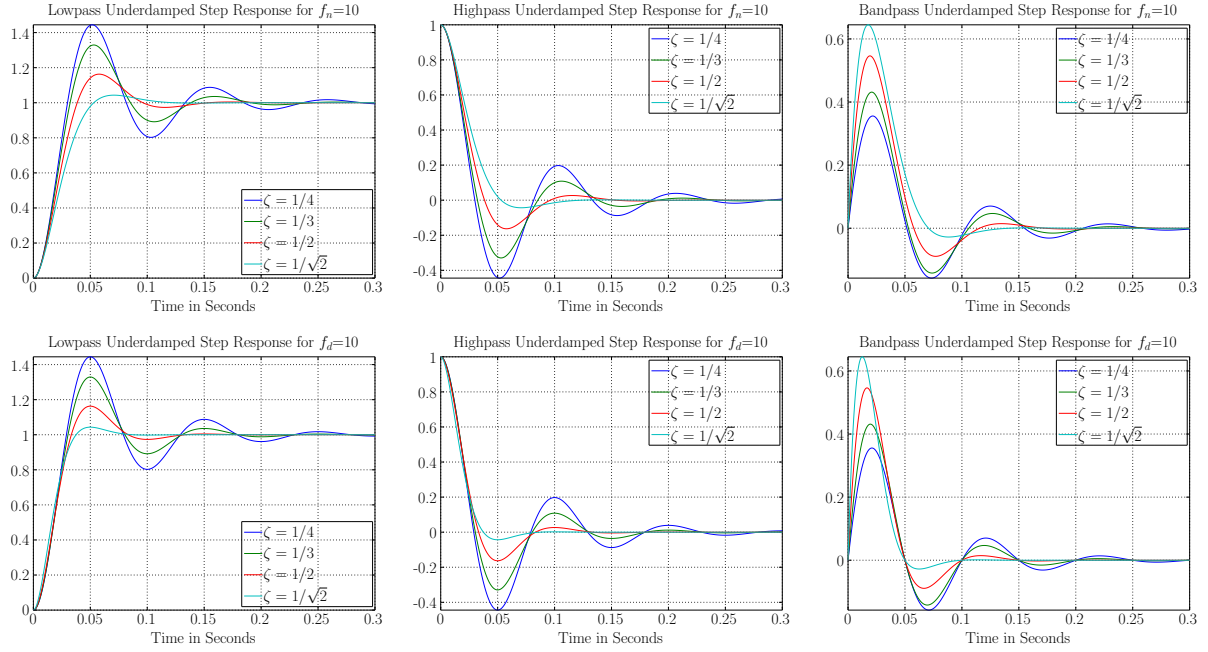 Lowpass Underdamped Step Response for fₙ=10
1.4
1.2
1
0.8
0.6
0.4
0.2
0
0 0.05 0.1 0.15 0.2 0.25 0.3
Time in Seconds
ζ = 1/4
ζ = 1/3
ζ = 1/2
ζ = 1/√2
Highpass Underdamped Step Response for fₙ=10
1
0.8
0.6
0.4
0.2
0
-0.2
-0.4
0 0.05 0.1 0.15 0.2 0.25 0.3
Time in Seconds
ζ = 1/4
ζ = 1/3
ζ = 1/2
ζ = 1/√2
Bandpass Underdamped Step Response for fₙ=10
0.6
0.4
0.2
0
0 0.05 0.1 0.15 0.2 0.25 0.3
Time in Seconds
ζ = 1/4
ζ = 1/3
ζ = 1/2
ζ = 1/√2
Lowpass Underdamped Step Response for f_d=10
1.4
1.2
1
0.8
0.6
0.4
0.2
0
0 0.05 0.1 0.15 0.2 0.25 0.3
Time in Seconds
ζ = 1/4
ζ = 1/3
ζ = 1/2
ζ = 1/√2
Highpass Underdamped Step Response for f_d=10
1
0.8
0.6
0.4
0.2
0
-0.2
-0.4
0 0.05 0.1 0.15 0.2 0.25 0.3
Time in Seconds
ζ = 1/4
ζ = 1/3
ζ = 1/2
ζ = 1/√2
Bandpass Underdamped Step Response for f_d=10
0.6
0.4
0.2
0
0 0.05 0.1 0.15 0.2 0.25 0.3
Time in Seconds
ζ = 1/4
ζ = 1/3
ζ = 1/2
ζ = 1/√2